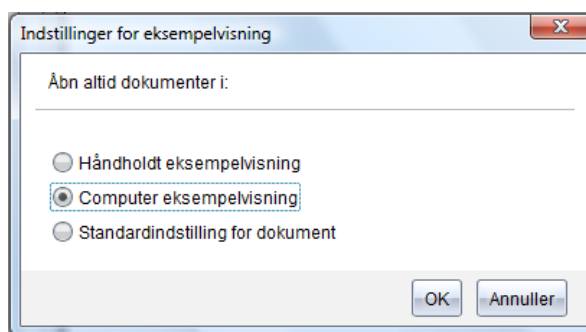 Indstillinger for eksempelvisning
Åbn altid dokumenter i:
Håndholdt eksempelvisning
Computer eksempelvisning
Standardindstilling for dokument
OK Annuller